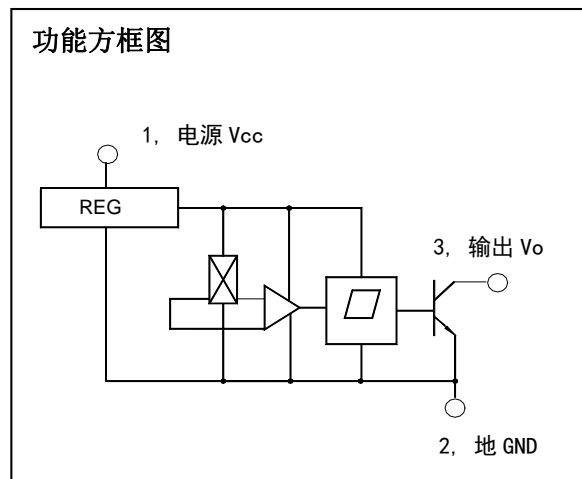 功能方框图
1, 电源 Vcc
REG
3, 输出 Vo
2, 地 GND